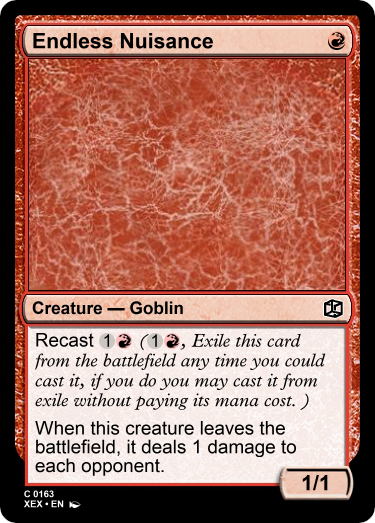 Endless Nuisance
Creature — Goblin
Recast 1R (1R, Exile this card
from the battlefield any time you could
cast it, if you do you may cast it from
exile without paying its mana cost. )
When this creature leaves the
battlefield, it deals 1 damage to
each opponent.
1/1
C 0163
XEX • EN